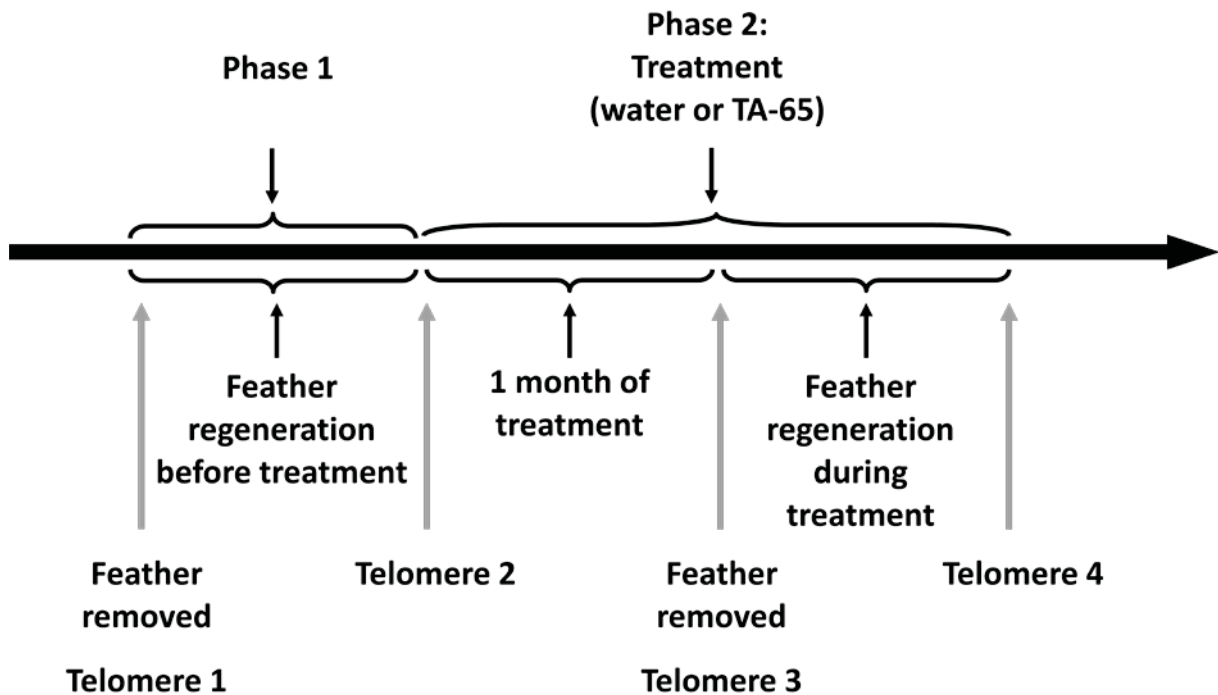 Phase 1
Phase 2:
Treatment
(water or TA-65)
Feather
regeneration
before treatment
1 month of
treatment
Feather
regeneration
during
treatment
Feather
removed
Telomere 1
Telomere 2
Feather
removed
Telomere 3
Telomere 4